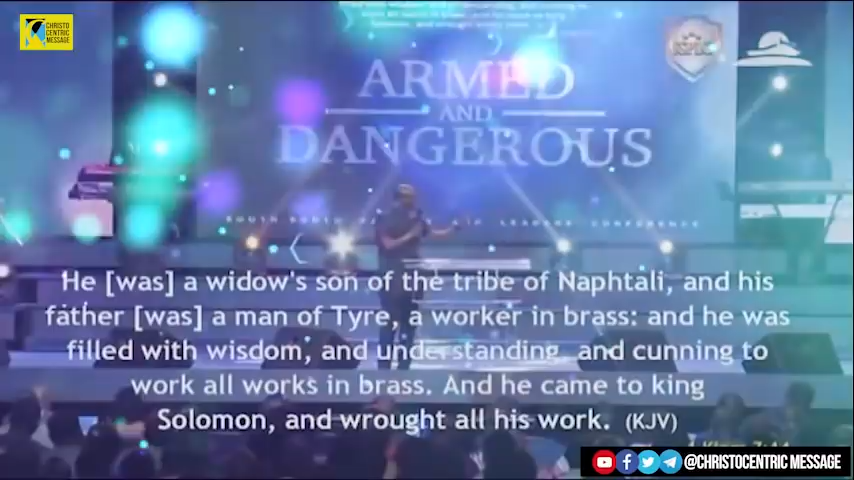 CHRISTO
CENTRIC
MESSAGE
ARMED
AND
DANGEROUS
He [was] a widow's son of the tribe of Naphtali, and his
father [was] a man of Tyre, a worker in brass: and he was
filled with wisdom, and understanding, and cunning to
work all works in brass. And he came to king
Solomon, and wrought all his work. (KJV)
@CHRISTOCENTRIC MESSAGE